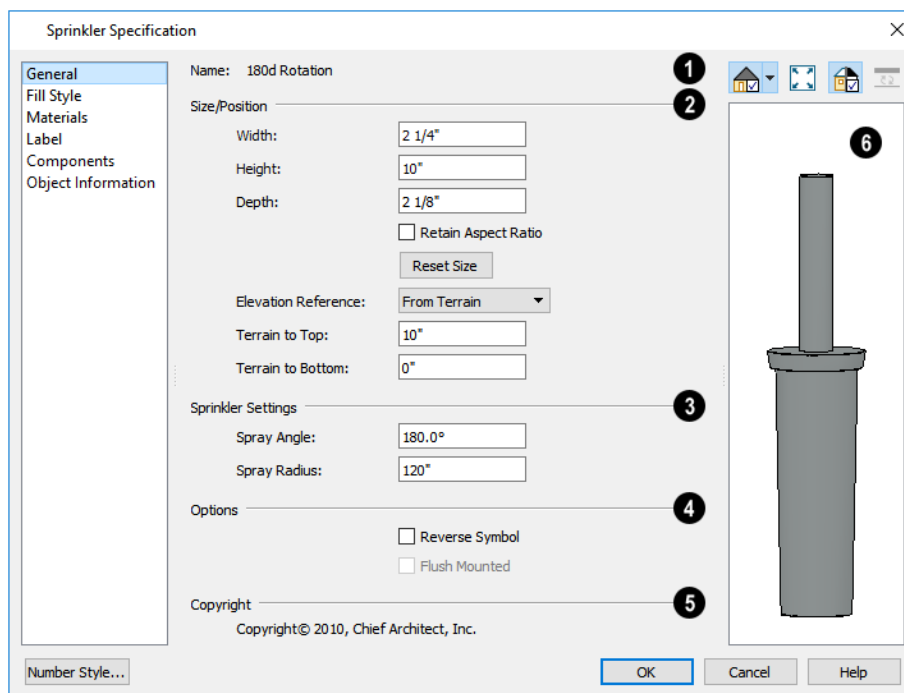 Sprinkler Specification
General
Fill Style
Materials
Label
Components
Object Information
Name: 180d Rotation 1
Size/Position 2
Width: 2 1/4"
Height: 10"
Depth: 2 1/8"
Retain Aspect Ratio
Reset Size
Elevation Reference: From Terrain
Terrain to Top: 10"
Terrain to Bottom: 0"
Sprinkler Settings 3
Spray Angle: 180.0°
Spray Radius: 120"
Options 4
Reverse Symbol
Flush Mounted
Copyright 5
Copyright© 2010, Chief Architect, Inc.
6
Number Style... OK Cancel Help